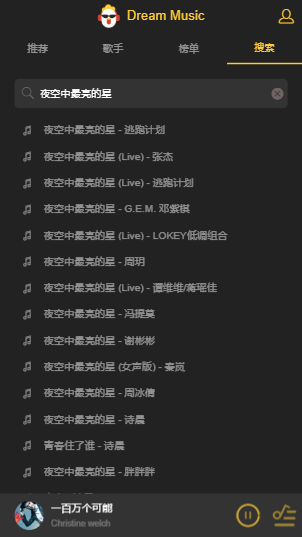 Dream Music
推荐 歌手 榜单 搜索
夜空中最亮的星
夜空中最亮的星 - 逃跑计划
夜空中最亮的星 (Live) - 张杰
夜空中最亮的星 (Live) - 逃跑计划
夜空中最亮的星 - G.E.M. 邓紫棋
夜空中最亮的星 (Live) - LOKEY低调组合
夜空中最亮的星 - 周玥
夜空中最亮的星 (Live) - 谭维维/蒋瑶佳
夜空中最亮的星 - 冯提莫
夜空中最亮的星 - 谢彬彬
夜空中最亮的星 (女声版) - 秦岚
夜空中最亮的星 - 周冰倩
夜空中最亮的星 - 诗晨
青春住了谁 - 诗晨
夜空中最亮的星 - 胖胖胖
一百万个可能
Christine welch